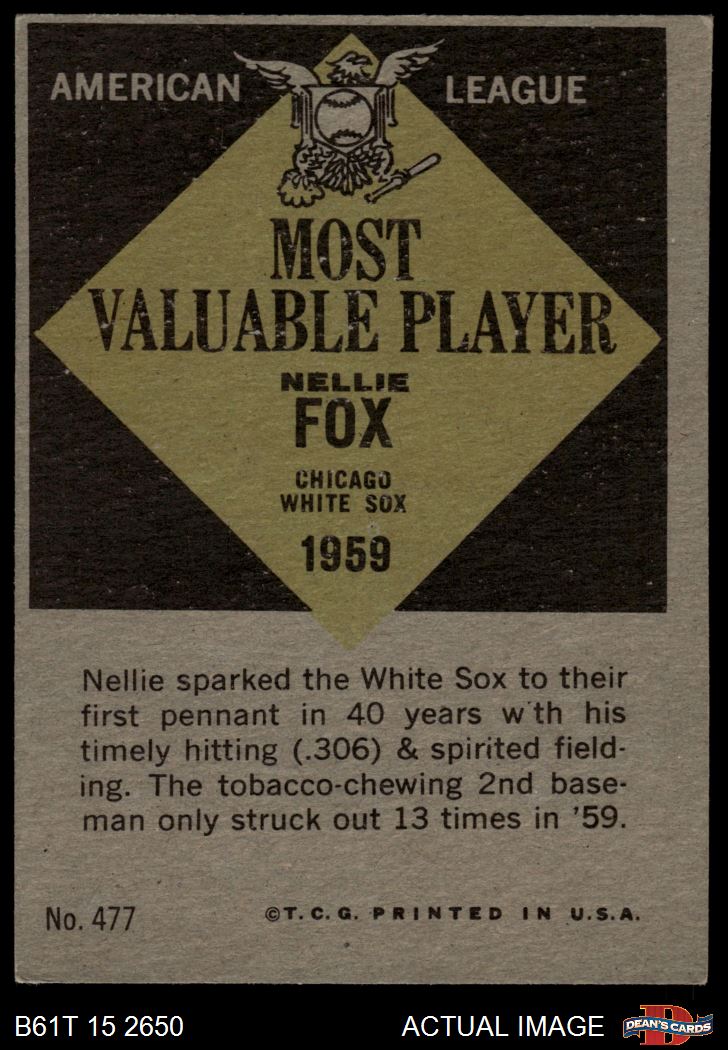 AMERICAN LEAGUE
MOST
VALUABLE PLAYER
NELLIE
FOX
CHICAGO
WHITE SOX
1959
Nellie sparked the White Sox to their
first pennant in 40 years w'th his
timely hitting (.306) & spirited field-
ing. The tobacco-chewing 2nd base-
man only struck out 13 times in '59.
No. 477 ©T.C.G. PRINTED IN U.S.A.
B61T 15 2650 ACTUAL IMAGE DEAN'S CARDS